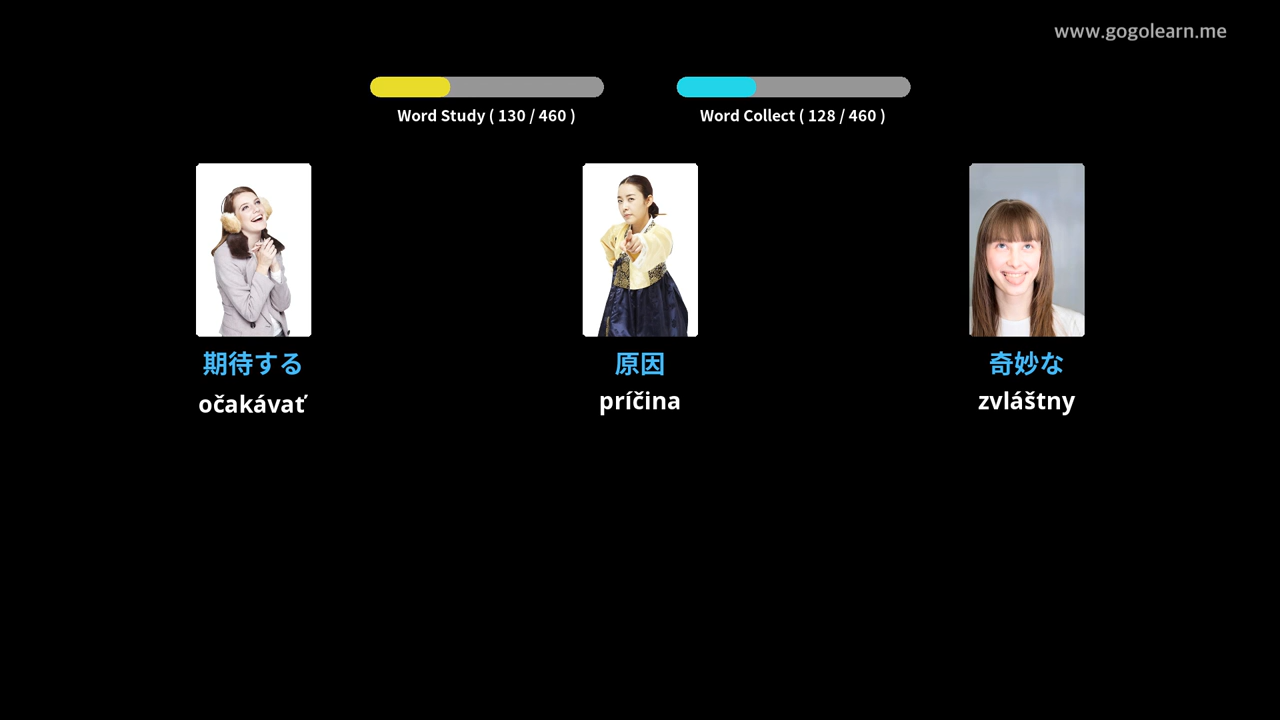 www.gogolearn.me
Word Study ( 130 / 460 )
Word Collect ( 128 / 460 )
期待する
očakávať
原因
príčina
奇妙な
zvláštny